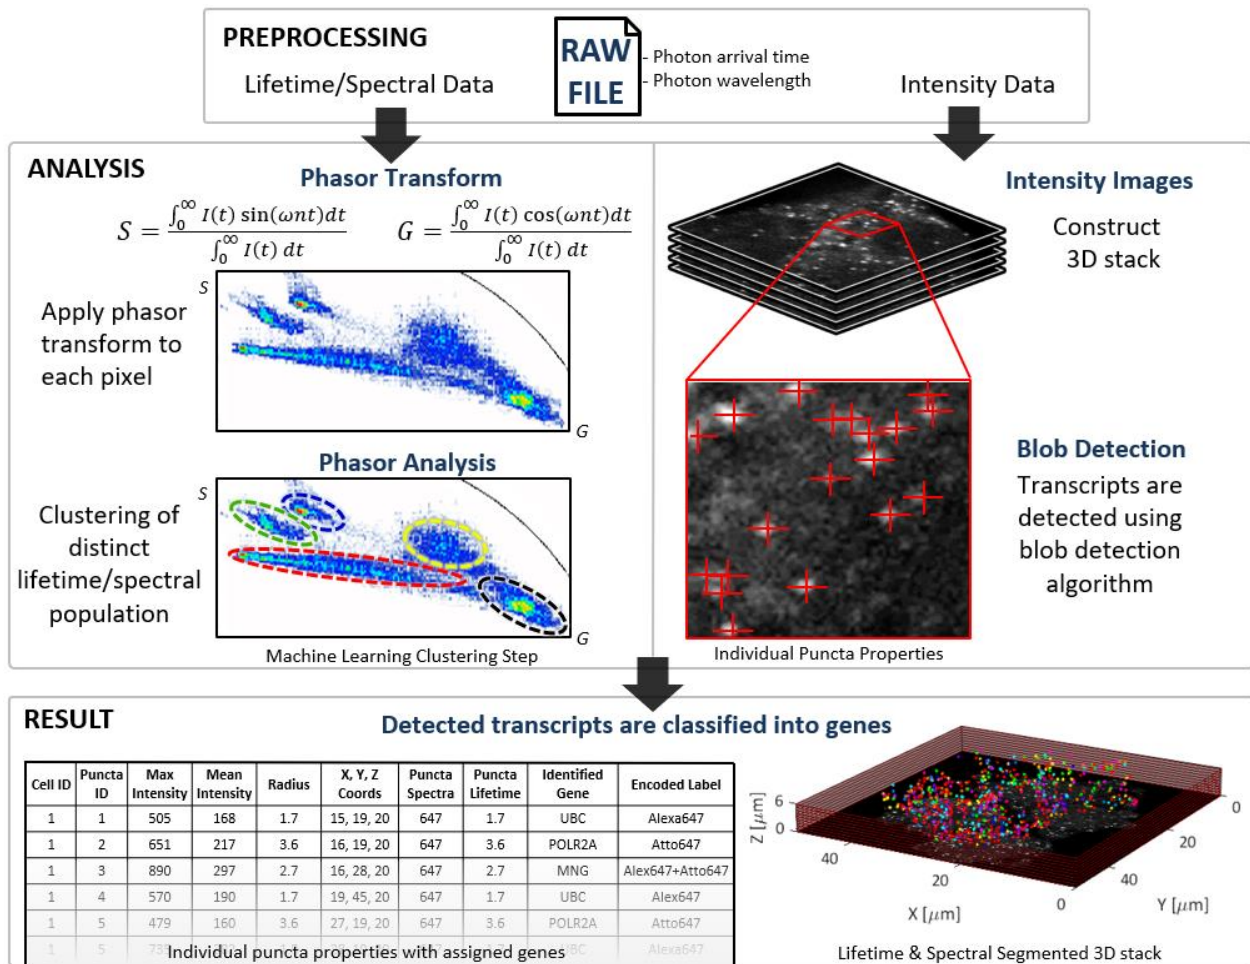 PREPROCESSING
Lifetime/Spectral Data
RAW
FILE
- Photon arrival time
- Photon wavelength
Intensity Data
ANALYSIS
Phasor Transform
S = ∫₀^∞ I(t) sin(ωnt)dt / ∫₀^∞ I(t) dt
G = ∫₀^∞ I(t) cos(ωnt)dt / ∫₀^∞ I(t) dt
Apply phasor
transform to
each pixel
S
G
Phasor Analysis
Clustering of
distinct
lifetime/spectral
population
S
G
Machine Learning Clustering Step
Intensity Images
Construct
3D stack
Blob Detection
Transcripts are
detected using
blob detection
algorithm
Individual Puncta Properties
RESULT
Detected transcripts are classified into genes
Cell ID | Puncta ID | Max Intensity | Mean Intensity | Radius | X, Y, Z Coords | Puncta Spectra | Puncta Lifetime | Identified Gene | Encoded Label
1 | 1 | 505 | 168 | 1.7 | 15, 19, 20 | 647 | 1.7 | UBC | Alexa647
1 | 2 | 651 | 217 | 3.6 | 16, 19, 20 | 647 | 3.6 | POLR2A | Atto647
1 | 3 | 890 | 297 | 2.7 | 16, 28, 20 | 647 | 2.7 | MNG | Alex647+Atto647
1 | 4 | 570 | 190 | 1.7 | 19, 45, 20 | 647 | 1.7 | UBC | Alex647
1 | 5 | 479 | 160 | 3.6 | 27, 19, 20 | 647 | 3.6 | POLR2A | Atto647
1 | 5 | 1.7 | UBC | Alexa647
Individual puncta properties with assigned genes
Z [μm]
6
0
40
20
0
X [μm]
0
20
40
Y [μm]
Lifetime & Spectral Segmented 3D stack